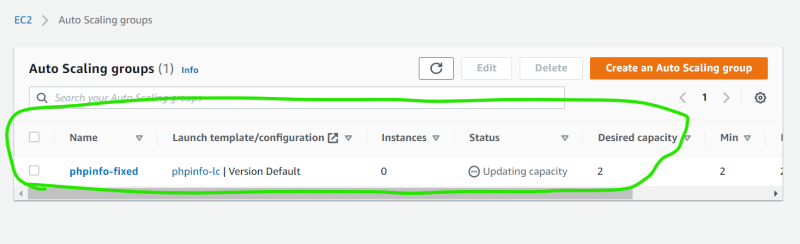 EC2 > Auto Scaling groups
Auto Scaling groups (1) Info
Edit
Delete
Create an Auto Scaling group
Search your Auto Scaling groups
1
Name Launch template/configuration Instances Status Desired capacity Min
phpinfo-fixed phpinfo-lc | Version Default 0 Updating capacity 2 2